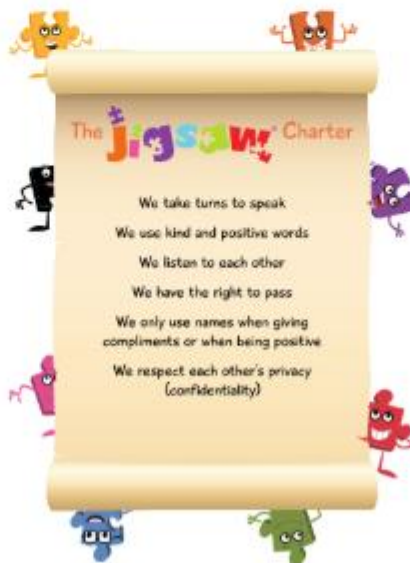 The Jigsaw® Charter
We take turns to speak
We use kind and positive words
We listen to each other
We have the right to pass
We only use names when giving
compliments or when being positive
We respect each other's privacy
(confidentiality)